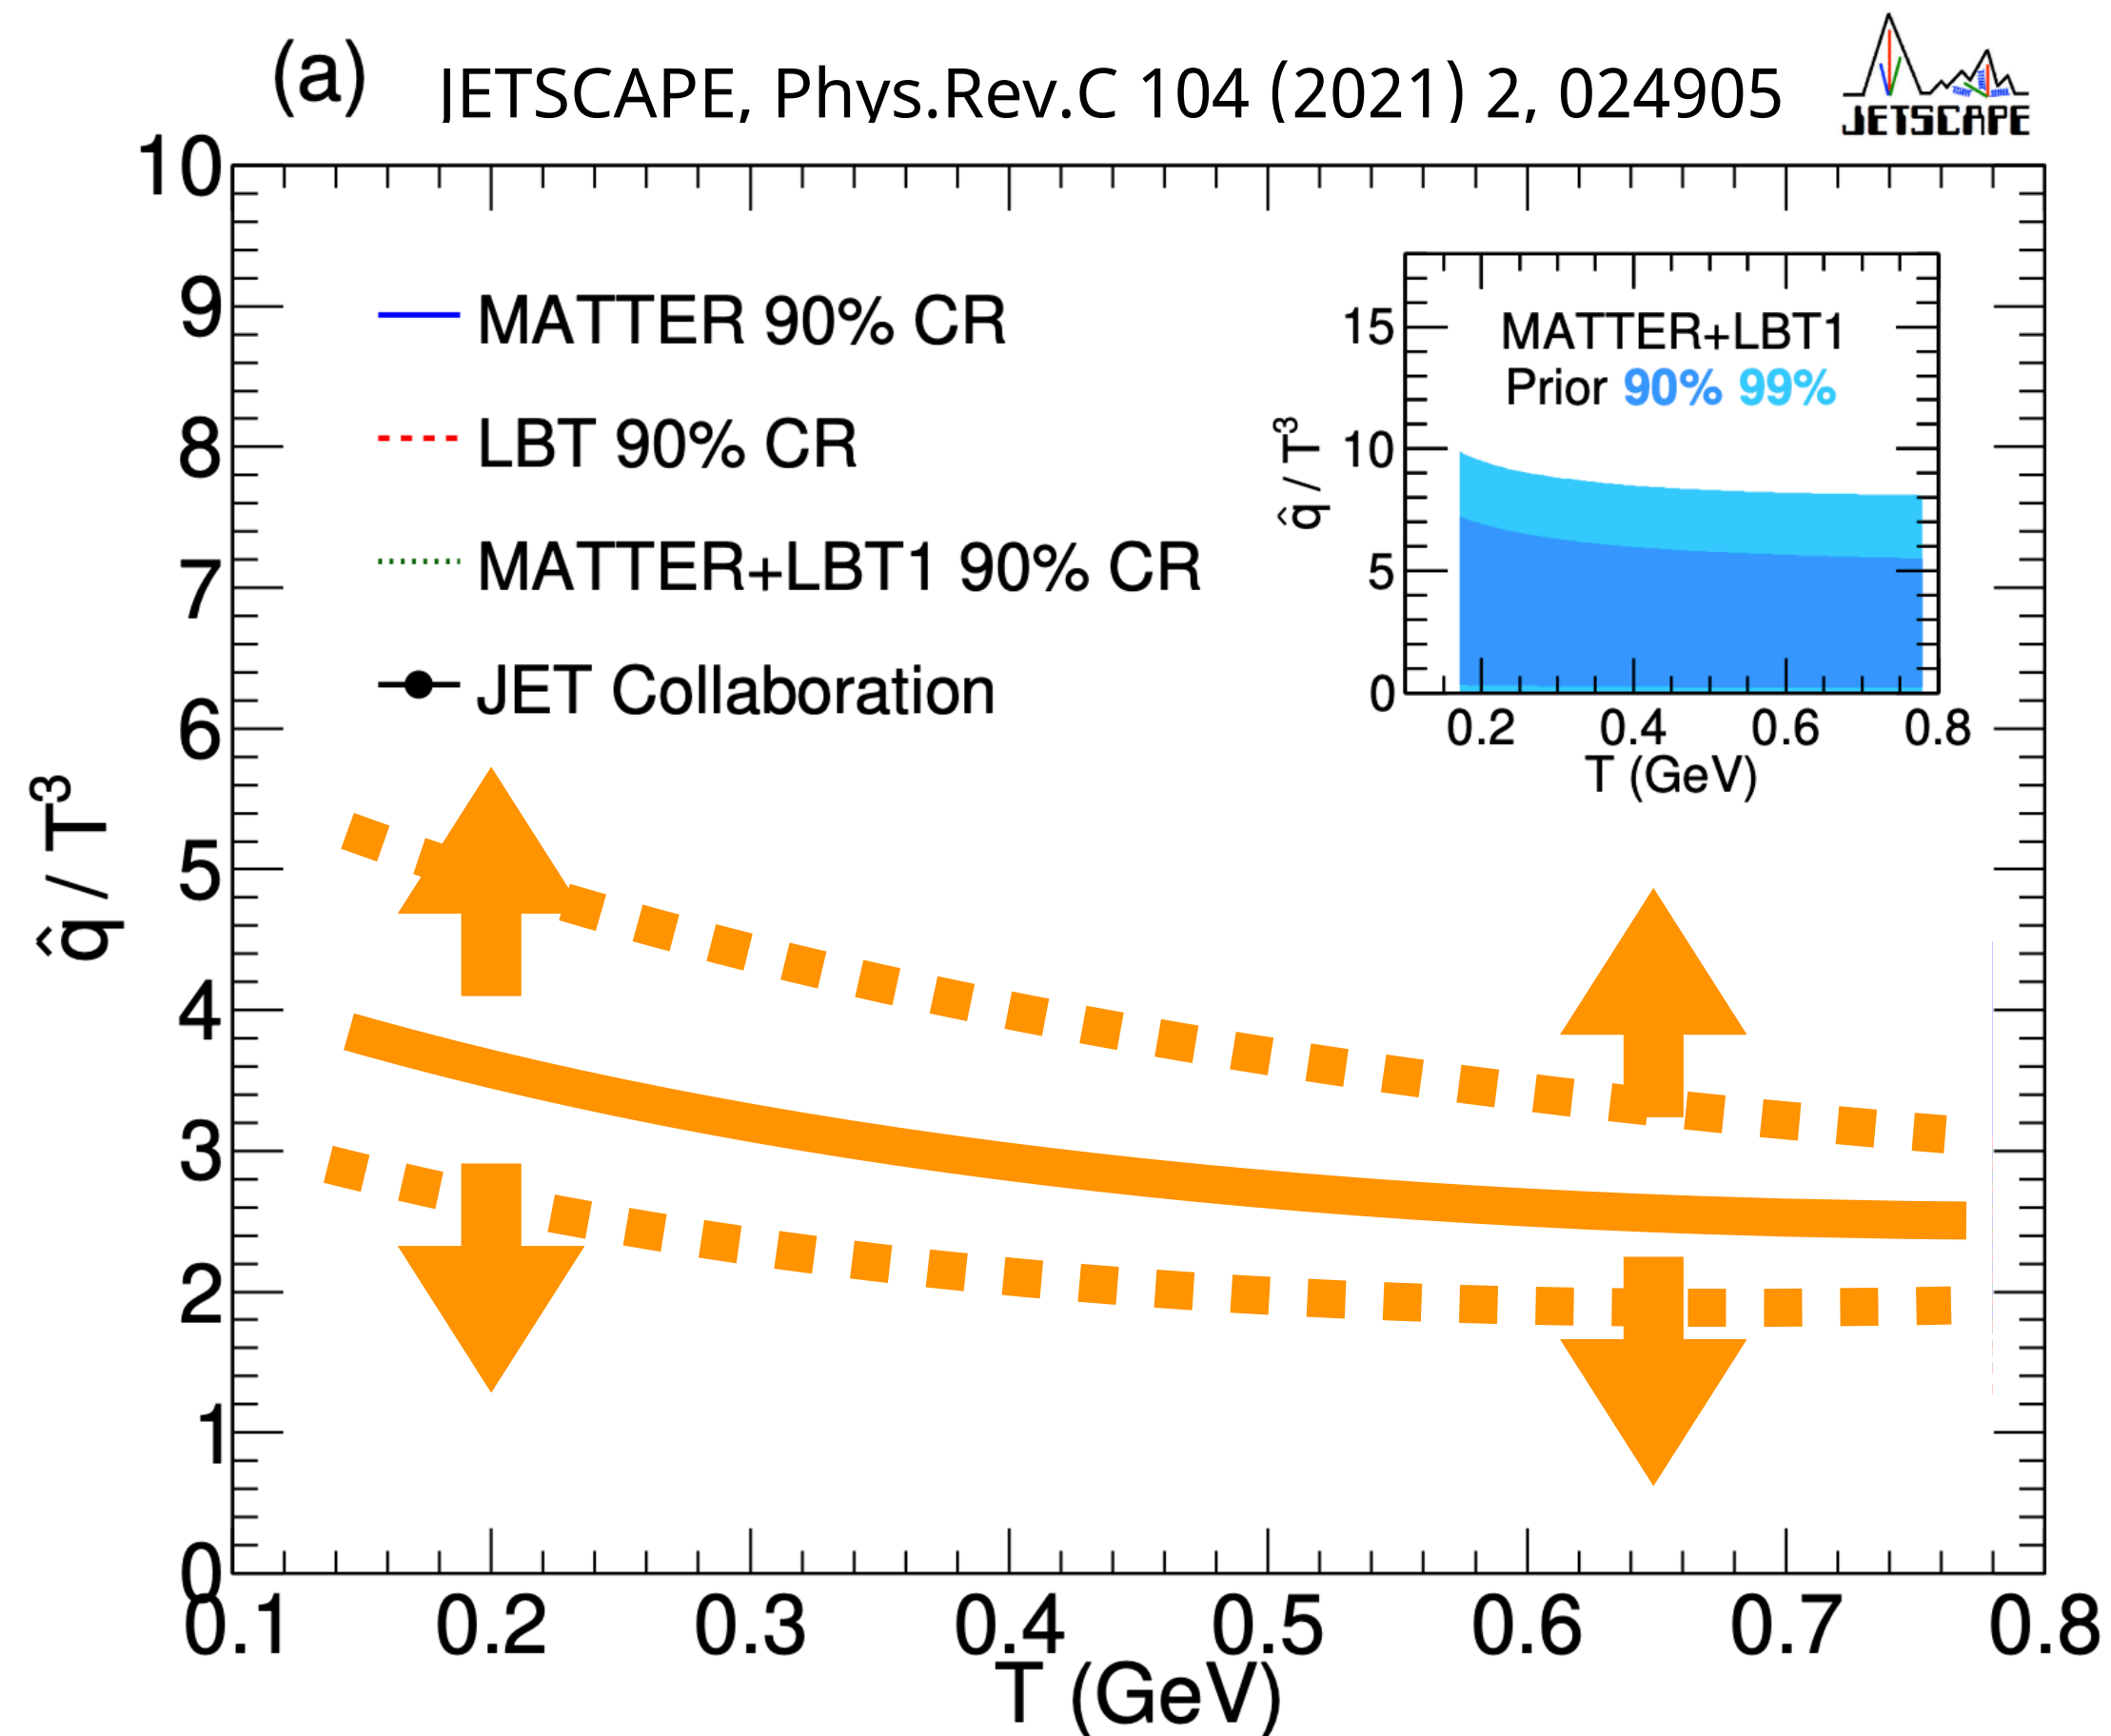 (a) JETSCAPE, Phys.Rev.C 104 (2021) 2, 024905
JETSCAPE
10
9
8
7
6
5
4
3
2
1
0
q̂ / T³
MATTER 90% CR
LBT 90% CR
MATTER+LBT1 90% CR
JET Collaboration
MATTER+LBT1
Prior 90% 99%
15
10
5
0
q̂ / T³
0.2 0.4 0.6 0.8
T (GeV)
0.1 0.2 0.3 0.4 0.5 0.6 0.7 0.8
T (GeV)